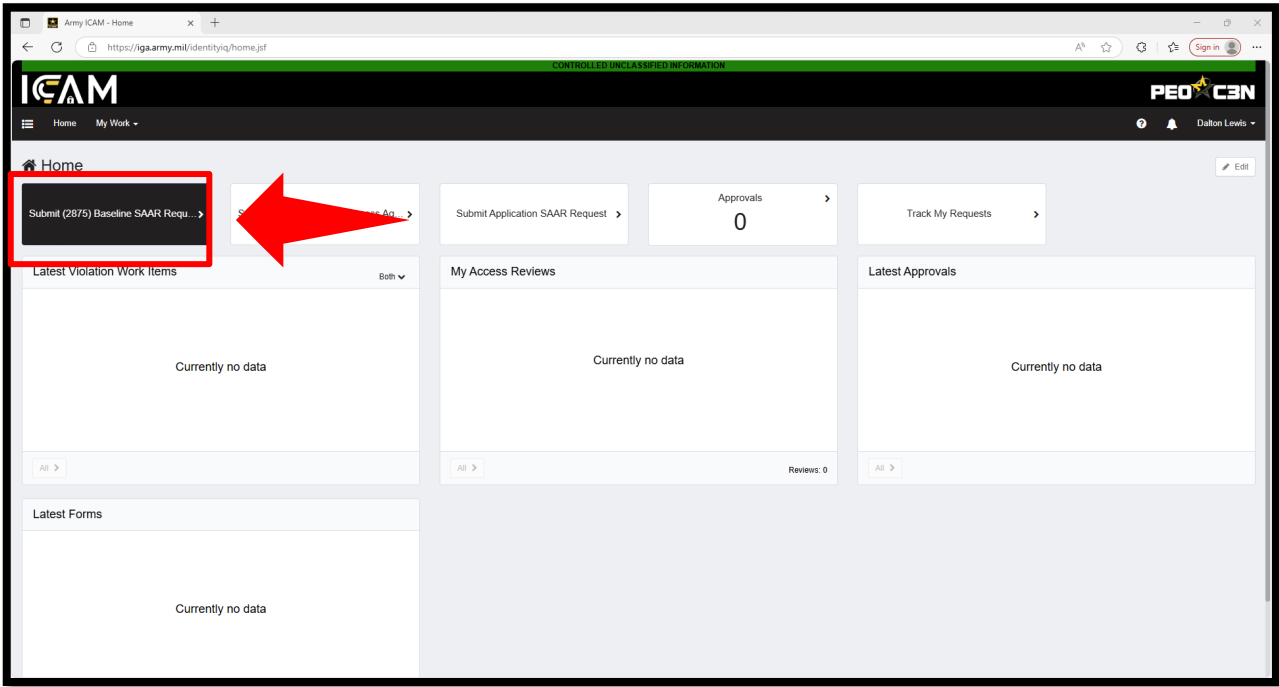 Army ICAM - Home
https://iga.army.mil/identityiq/home.jsf
Sign in
CONTROLLED UNCLASSIFIED INFORMATION
ICAM
PEO C3N
Home My Work
Dalton Lewis
Home
Edit
Submit (2875) Baseline SAAR Requ...
Ag...
Submit Application SAAR Request
Approvals
0
Track My Requests
Latest Violation Work Items
Both
My Access Reviews
Latest Approvals
Currently no data
Currently no data
Currently no data
All
All
Reviews: 0
All
Latest Forms
Currently no data